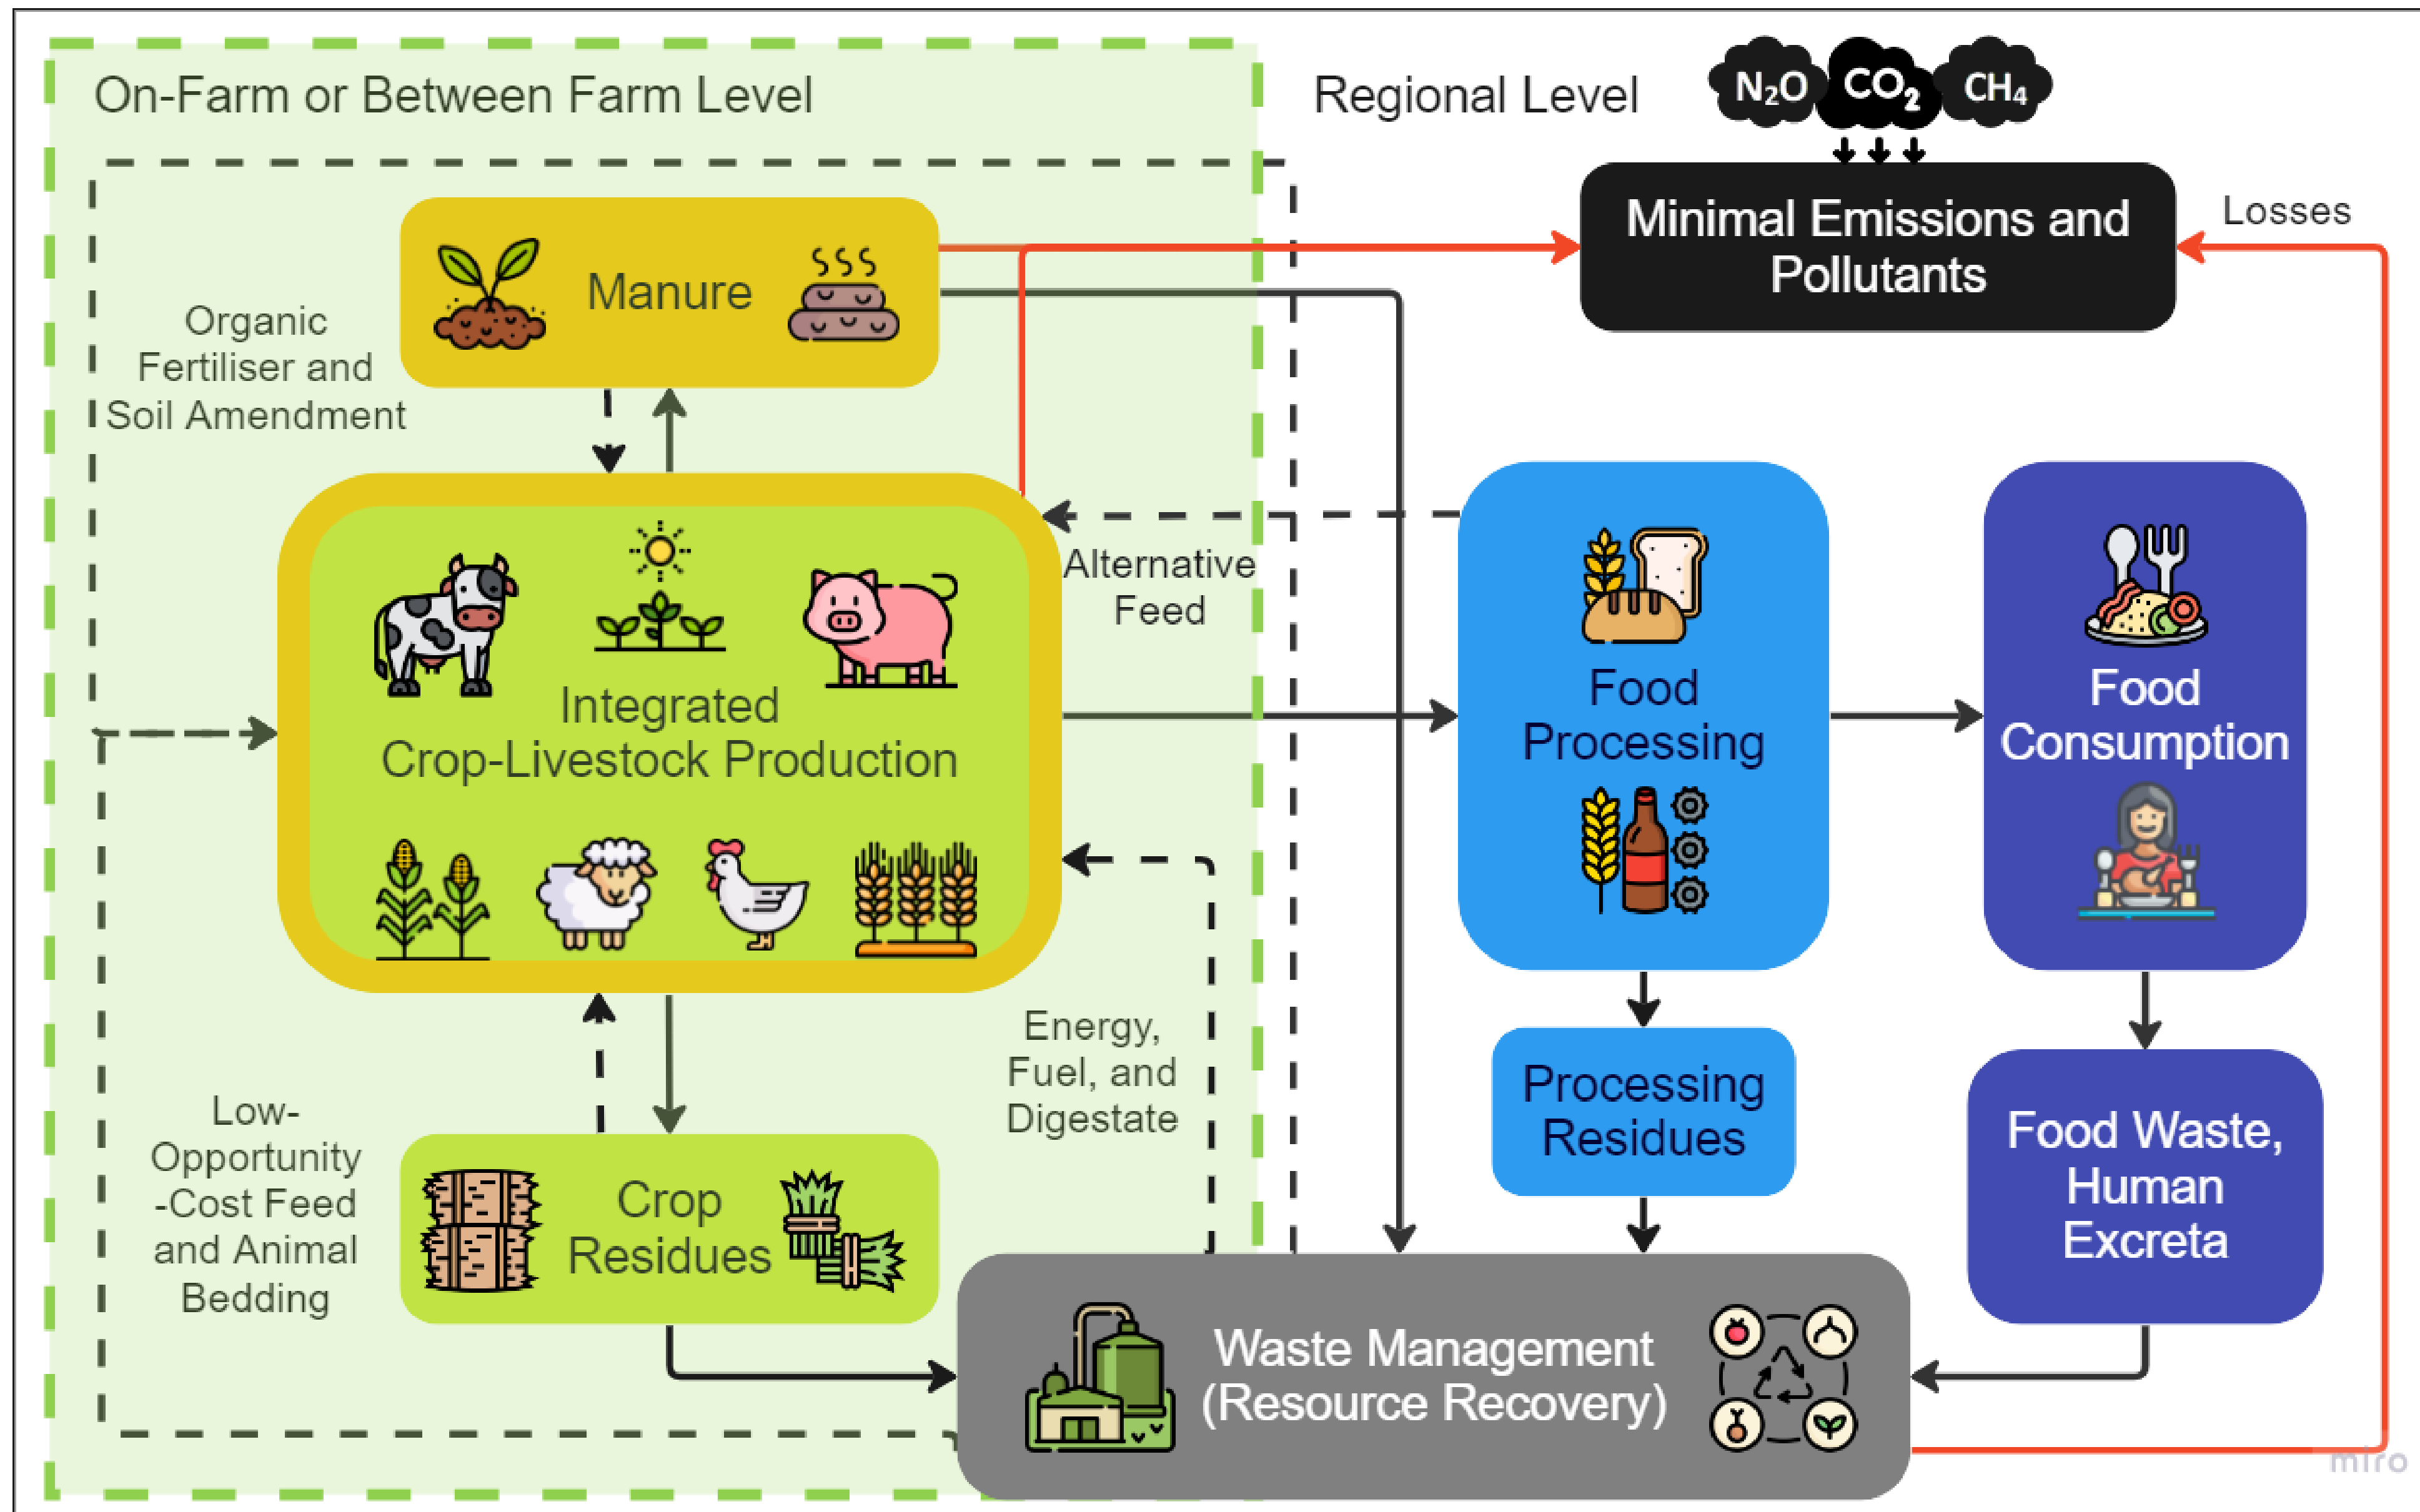 On-Farm or Between Farm Level
Regional Level
N₂O
CO₂
CH₄
Minimal Emissions and
Pollutants
Losses
Manure
Organic
Fertiliser and
Soil Amendment
Alternative
Feed
Integrated
Crop-Livestock Production
Food
Processing
Food
Consumption
Energy,
Fuel, and
Digestate
Processing
Residues
Low-
Opportunity
-Cost Feed
and Animal
Bedding
Crop
Residues
Food Waste,
Human
Excreta
Waste Management
(Resource Recovery)
miro